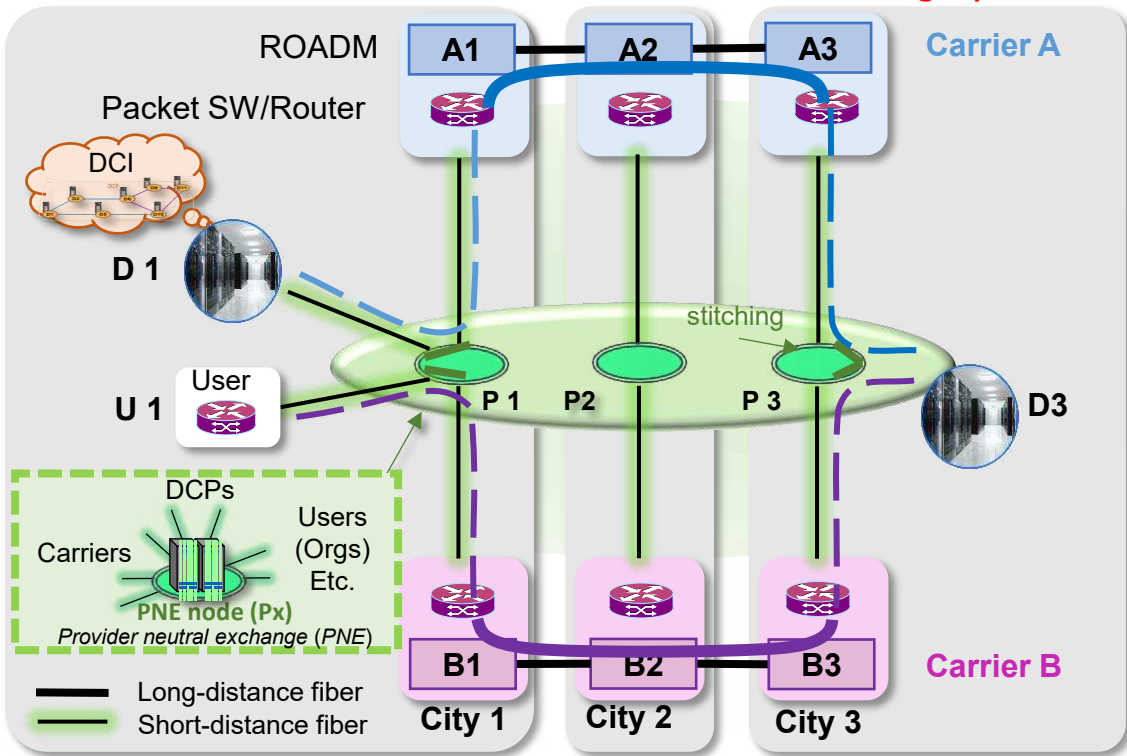 ROADM
A1
A2
A3
Carrier A
Packet SW/Router
DCI
D 1
stitching
User
U 1
P 1
P2
P 3
D3
DCPs
Carriers
Users
(Orgs)
Etc.
PNE node (Px)
Provider neutral exchange (PNE)
B1
B2
B3
Carrier B
Long-distance fiber
Short-distance fiber
City 1
City 2
City 3